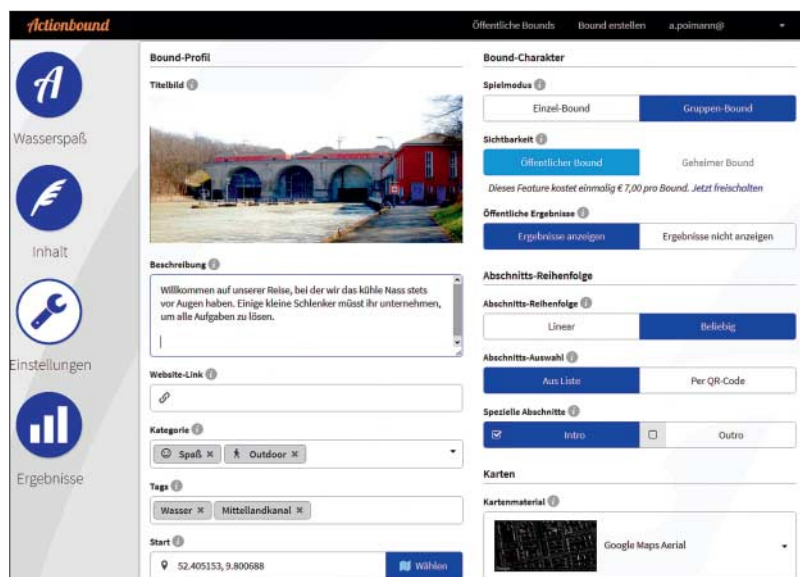 Actionbound
Öffentliche Bounds
Bound erstellen
a.poimann@
Wasserspaß
Inhalt
Einstellungen
Ergebnisse
Bound-Profil
Titelbild
Beschreibung
Willkommen auf unserer Reise, bei der wir das kühle Nass stets
vor Augen haben. Einige kleine Schlenker müsst ihr unternehmen,
um alle Aufgaben zu lösen.
Website-Link
Kategorie
Spaß × Outdoor ×
Tags
Wasser × Mittellandkanal ×
Start
52.405153, 9.800688 Wählen
Bound-Charakter
Spielmodus
Einzel-Bound Gruppen-Bound
Sichtbarkeit
Öffentlicher Bound Geheimer Bound
Dieses Feature kostet einmalig € 7,00 pro Bound. Jetzt freischalten
Öffentliche Ergebnisse
Ergebnisse anzeigen Ergebnisse nicht anzeigen
Abschnitts-Reihenfolge
Abschnitts-Reihenfolge
Linear Beliebig
Abschnitts-Auswahl
Aus Liste Per QR-Code
Spezielle Abschnitte
Intro Outro
Karten
Kartenmaterial
Google Maps Aerial